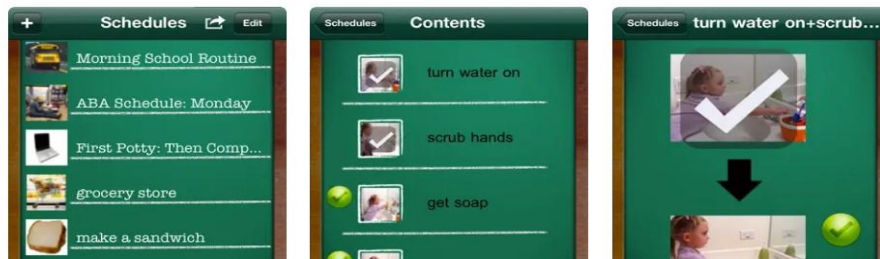 +
Schedules
Edit
Morning School Routine
ABA Schedule: Monday
First Potty: Then Comp...
grocery store
make a sandwich
Schedules
Contents
turn water on
scrub hands
get soap
Schedules
turn water on+scrub...